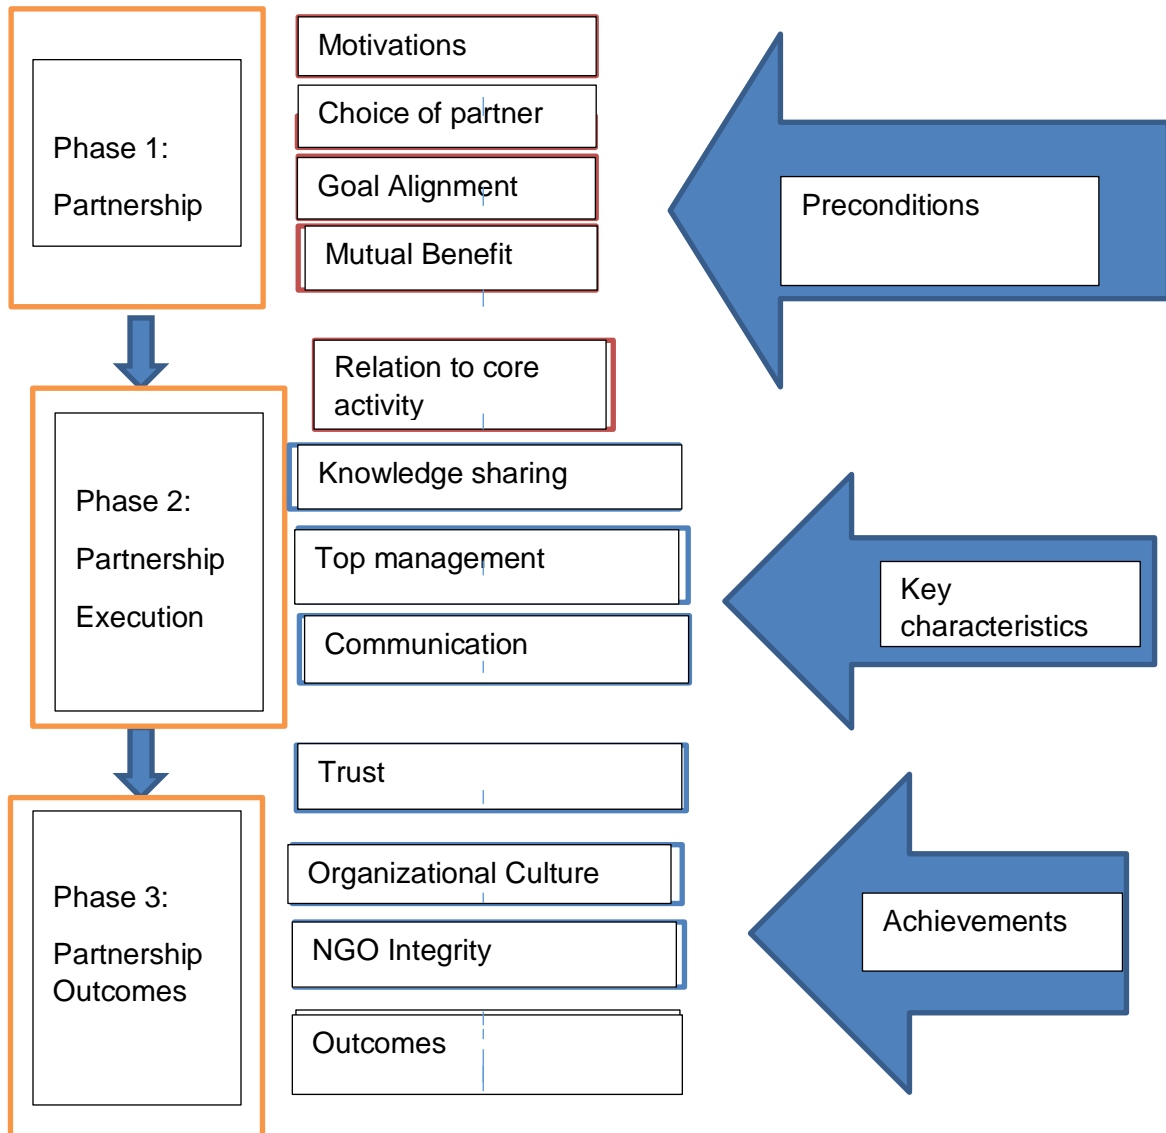 Motivations
Choice of partner
Phase 1:
Partnership
Goal Alignment
Mutual Benefit
Preconditions
Relation to core
activity
Knowledge sharing
Phase 2:
Partnership
Execution
Top management
Communication
Key
characteristics
Trust
Organizational Culture
Phase 3:
Partnership
Outcomes
NGO Integrity
Outcomes
Achievements